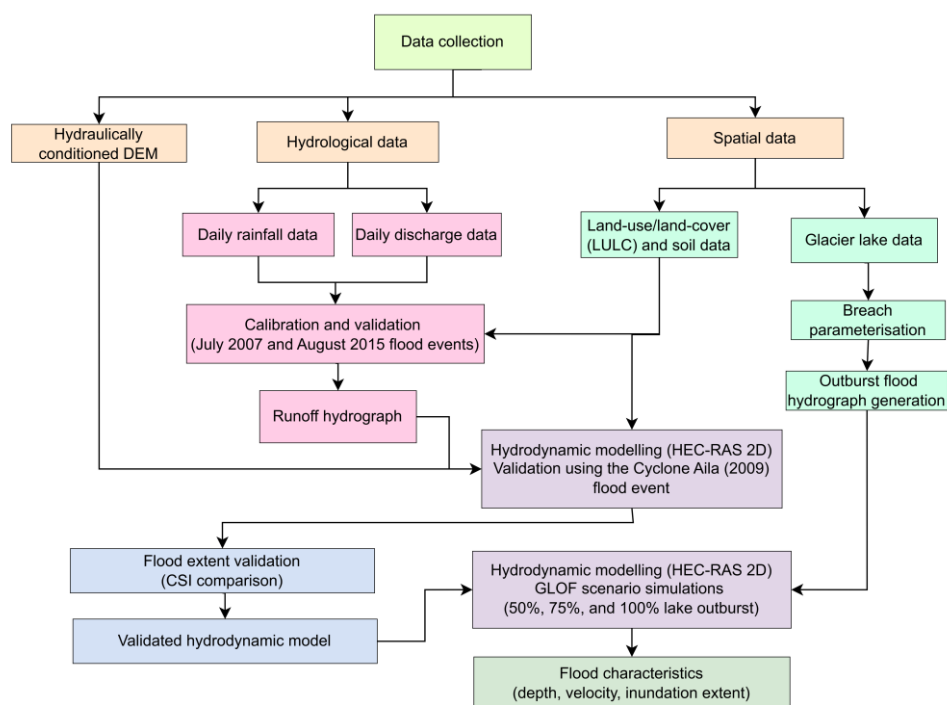 Data collection
Hydraulically
conditioned DEM
Hydrological data
Spatial data
Daily rainfall data
Daily discharge data
Land-use/land-cover
(LULC) and soil data
Glacier lake data
Calibration and validation
(July 2007 and August 2015 flood events)
Breach
parameterisation
Runoff hydrograph
Outburst flood
hydrograph generation
Hydrodynamic modelling (HEC-RAS 2D)
Validation using the Cyclone Aila (2009)
flood event
Flood extent validation
(CSI comparison)
Hydrodynamic modelling (HEC-RAS 2D)
GLOF scenario simulations
(50%, 75%, and 100% lake outburst)
Validated hydrodynamic model
Flood characteristics
(depth, velocity, inundation extent)